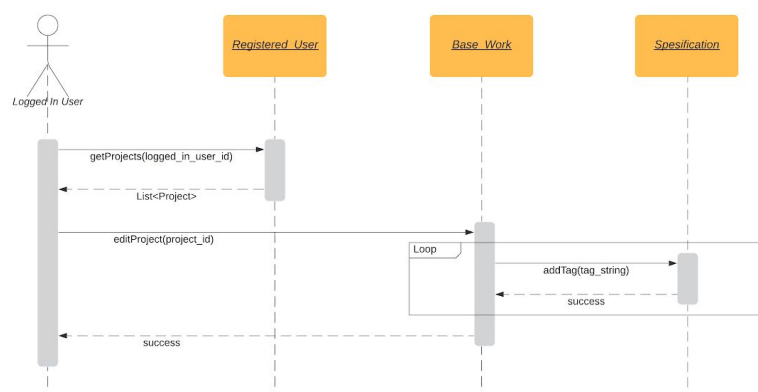 Registered_User
Base_Work
Spesification
Logged In User
getProjects(logged_in_user_id)
List<Project>
editProject(project_id)
Loop
addTag(tag_string)
success
success